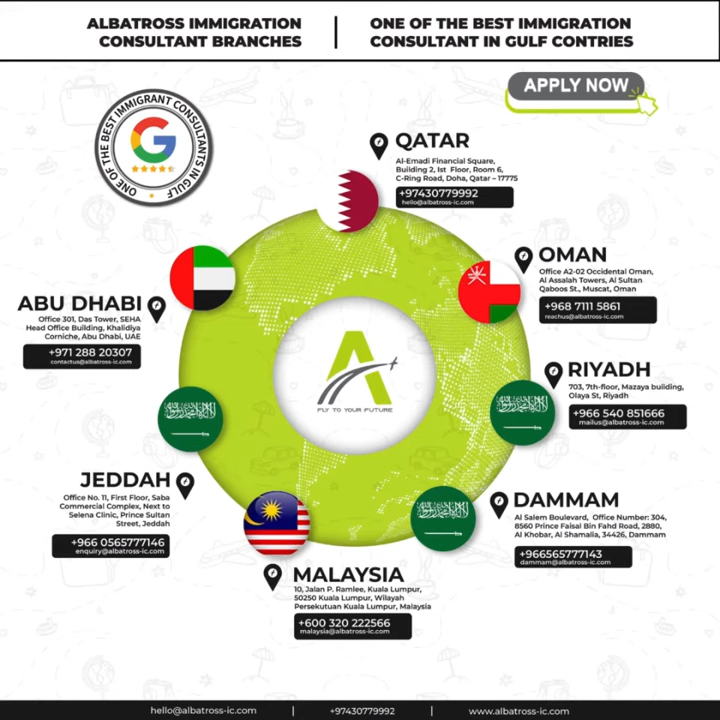 ALBATROSS IMMIGRATION
CONSULTANT BRANCHES
ONE OF THE BEST IMMIGRATION
CONSULTANT IN GULF CONTRIES
APPLY NOW
ONE OF THE BEST IMMIGRANT CONSULTANTS IN GULF
G
QATAR
Al-Emadi Financial Square,
Building 2, Ist Floor, Room 6,
C-Ring Road, Doha, Qatar – 17775
+97430779992
hello@albatross-ic.com
OMAN
Office A2-02 Occidental Oman,
Al Assalah Towers, Al Sultan
Qaboos St., Muscat, Oman
+968 7111 5861
reachus@albatross-ic.com
ABU DHABI
Office 301, Das Tower, SEHA
Head Office Building, Khalidiya
Corniche, Abu Dhabi, UAE
+971 288 20307
contactus@albatross-ic.com
A
FLY TO YOUR FUTURE
RIYADH
703, 7th-floor, Mazaya building,
Olaya St, Riyadh
+966 540 851666
mailus@albatross-ic.com
JEDDAH
Office No. 11, First Floor, Saba
Commercial Complex, Next to
Selena Clinic, Prince Sultan
Street, Jeddah
+966 0565777146
enquiry@albatross-ic.com
DAMMAM
Al Salem Boulevard, Office Number: 304,
8560 Prince Faisal Bin Fahd Road, 2880,
Al Khobar, Al Shamalia, 34426, Dammam
+966565777143
dammam@albatross-ic.com
MALAYSIA
10, Jalan P. Ramlee, Kuala Lumpur,
50250 Kuala Lumpur, Wilayah
Persekutuan Kuala Lumpur, Malaysia
+600 320 222566
malaysia@albatross-ic.com
hello@albatross-ic.com
+97430779992
www.albatross-ic.com